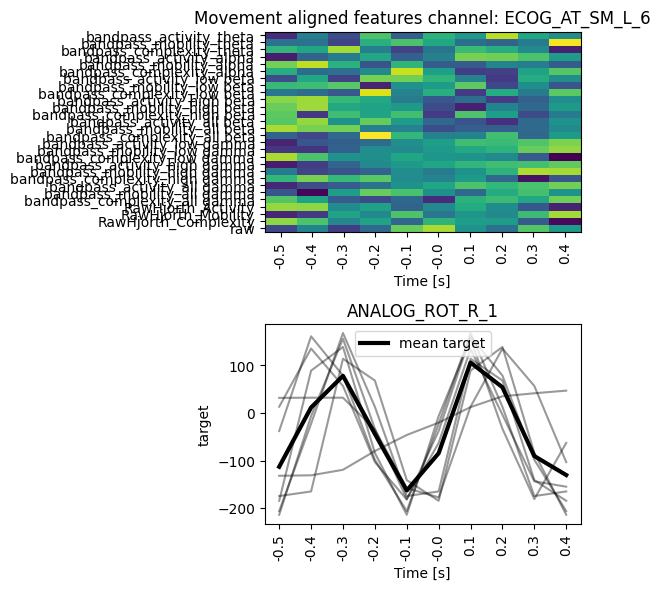 Movement aligned features channel: ECOG_AT_SM_L_6
bandpass_activity_theta
bandpass_mobility_theta
bandpass_complexity_theta
bandpass_activity_alpha
bandpass_mobility_alpha
bandpass_complexity_alpha
bandpass_activity_low beta
bandpass_mobility_low beta
bandpass_complexity_low beta
bandpass_activity_high beta
bandpass_mobility_high beta
bandpass_complexity_high beta
bandpass_activity_all beta
bandpass_mobility_all beta
bandpass_complexity_all beta
bandpass_activity_low gamma
bandpass_mobility_low gamma
bandpass_complexity_low gamma
bandpass_activity_high gamma
bandpass_mobility_high gamma
bandpass_complexity_high gamma
bandpass_activity_all gamma
bandpass_mobility_all gamma
bandpass_complexity_all gamma
RawHjorth_Activity
RawHjorth_Mobility
RawHjorth_Complexity
raw
-0.5 -0.4 -0.3 -0.2 -0.1 -0.0 0.1 0.2 0.3 0.4
Time [s]
ANALOG_ROT_R_1
mean target
100
0
−100
−200
target
-0.5 -0.4 -0.3 -0.2 -0.1 -0.0 0.1 0.2 0.3 0.4
Time [s]